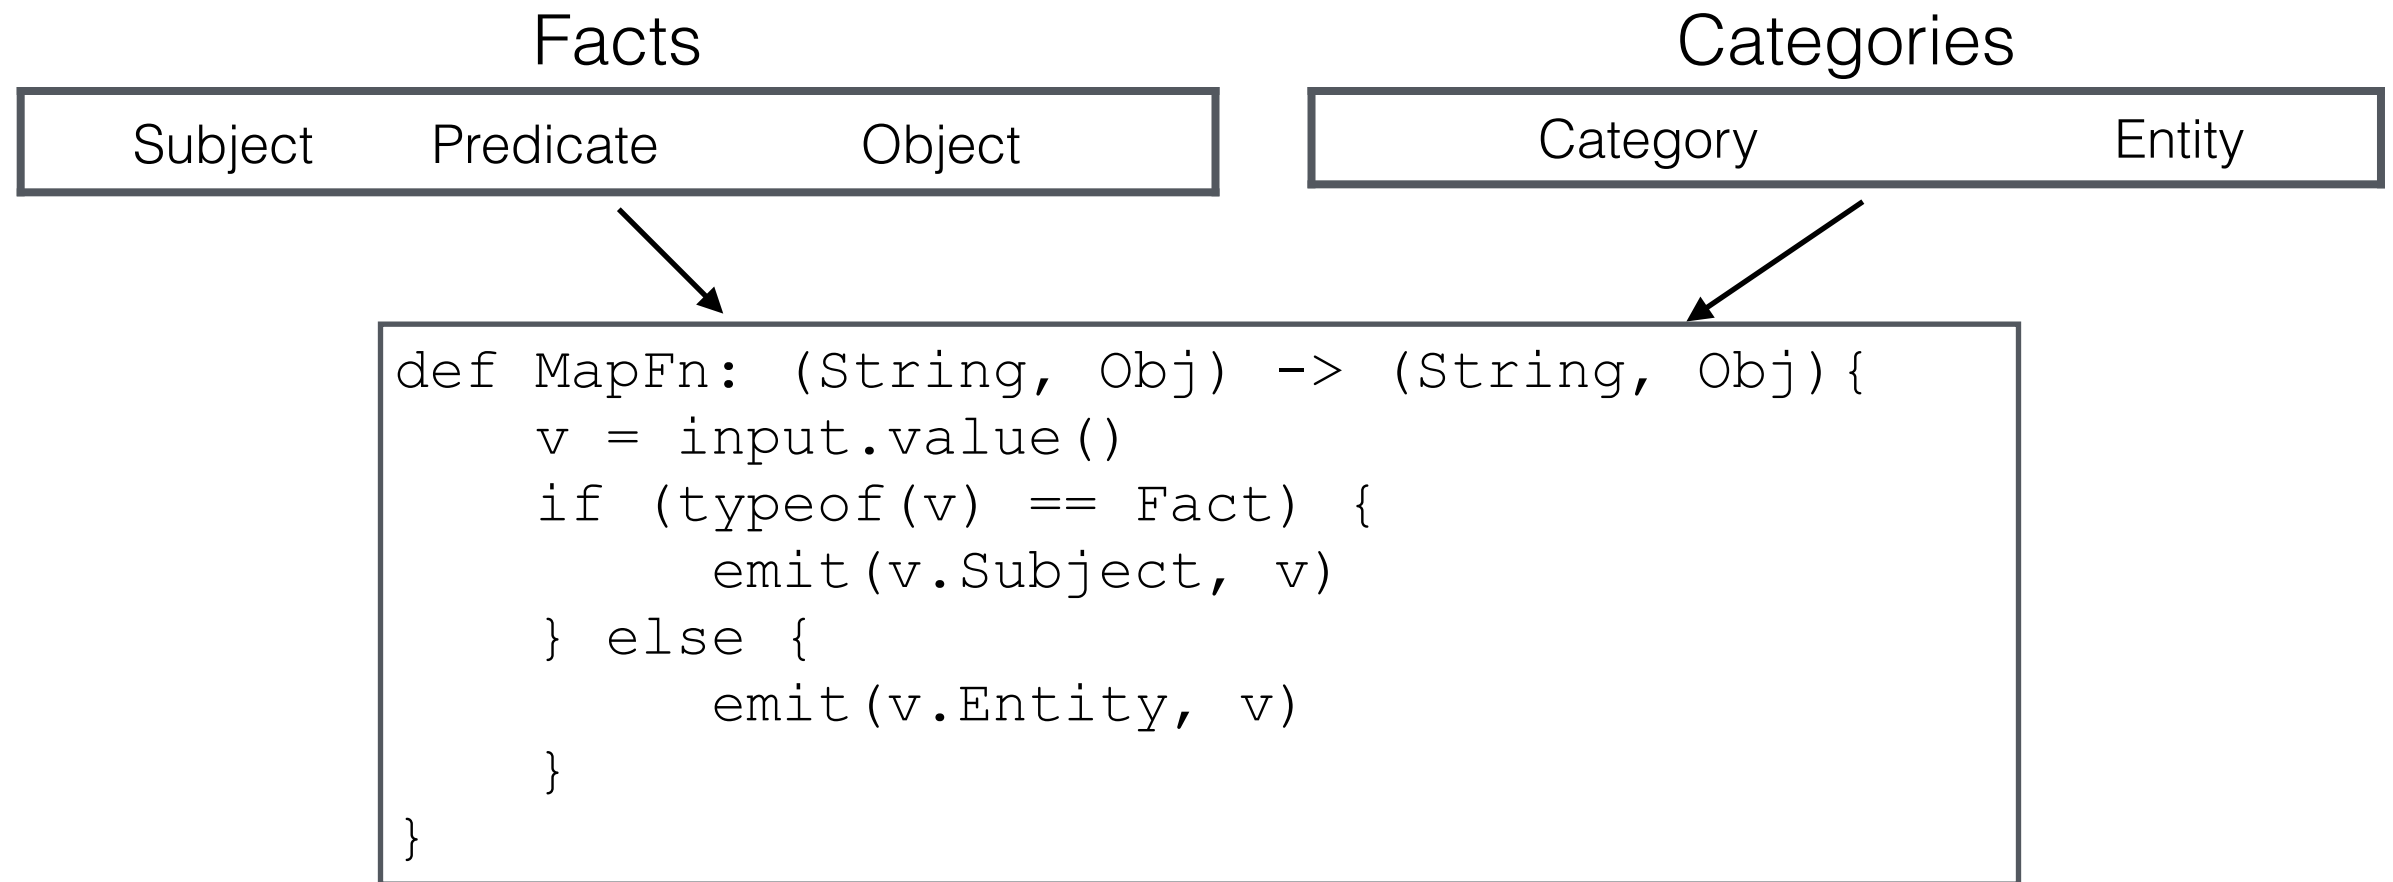 Facts
Categories
Subject Predicate Object
Category Entity
def MapFn: (String, Obj) -> (String, Obj){
    v = input.value()
    if (typeof(v) == Fact) {
         emit(v.Subject, v)
    } else {
         emit(v.Entity, v)
    }
}